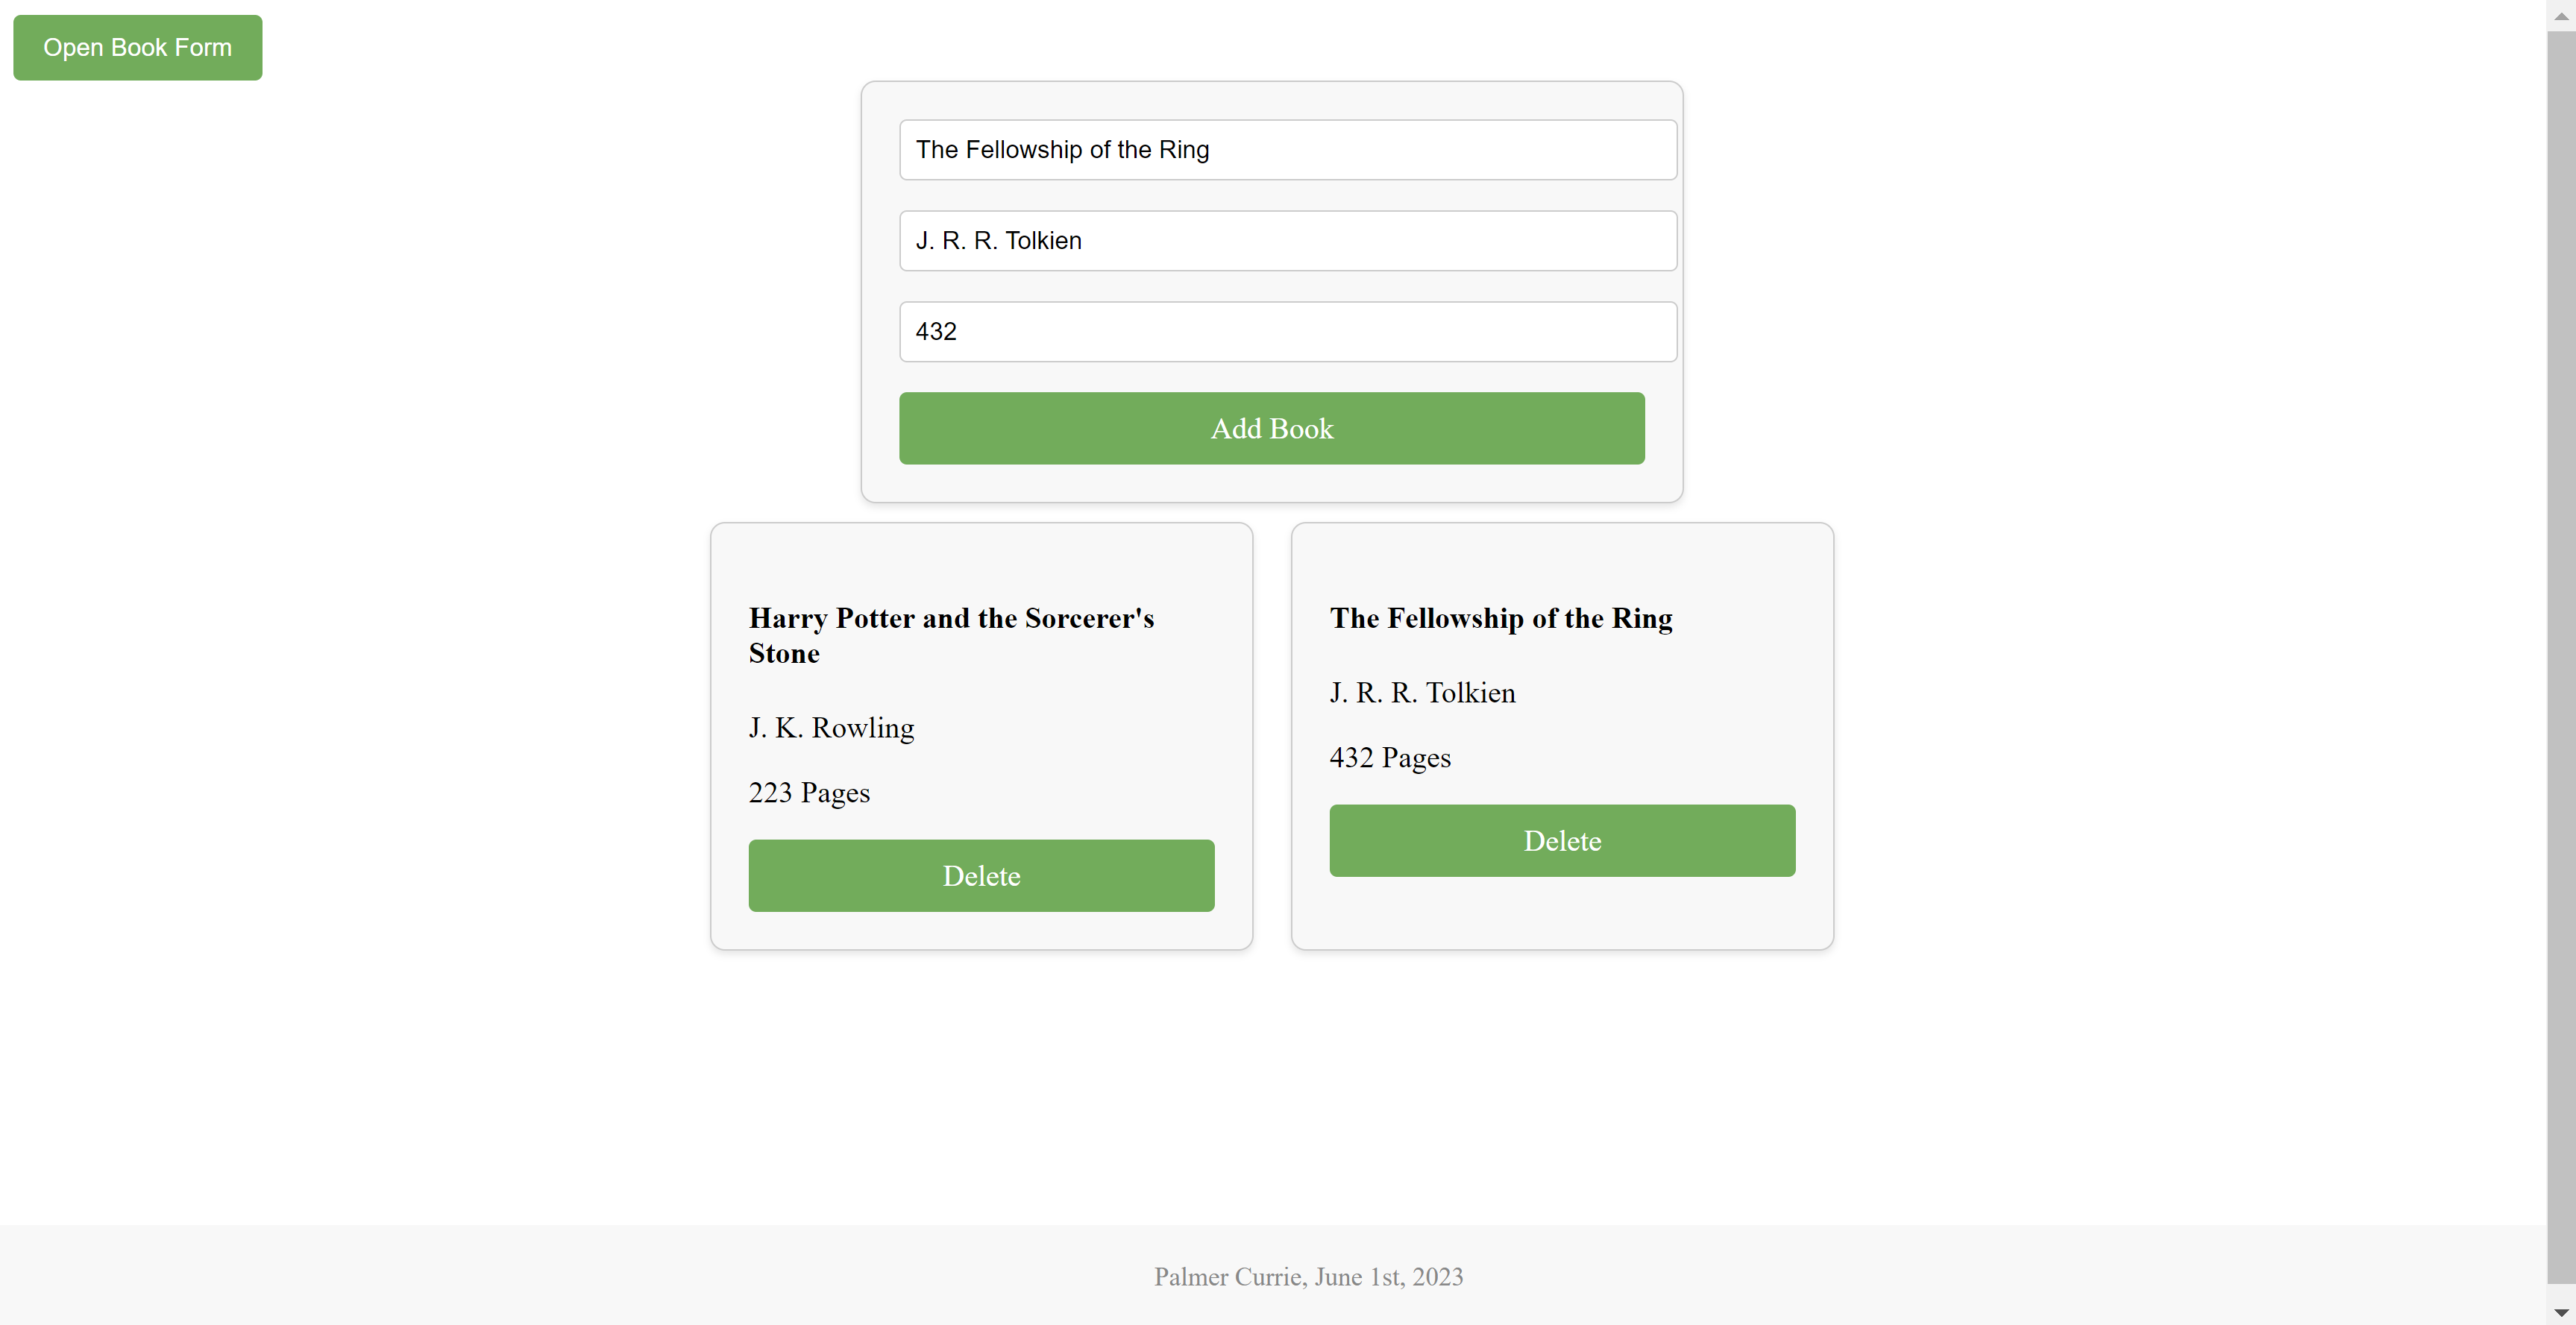 Open Book Form
The Fellowship of the Ring
J. R. R. Tolkien
432
Add Book
Harry Potter and the Sorcerer's
Stone
J. K. Rowling
223 Pages
Delete
The Fellowship of the Ring
J. R. R. Tolkien
432 Pages
Delete
Palmer Currie, June 1st, 2023